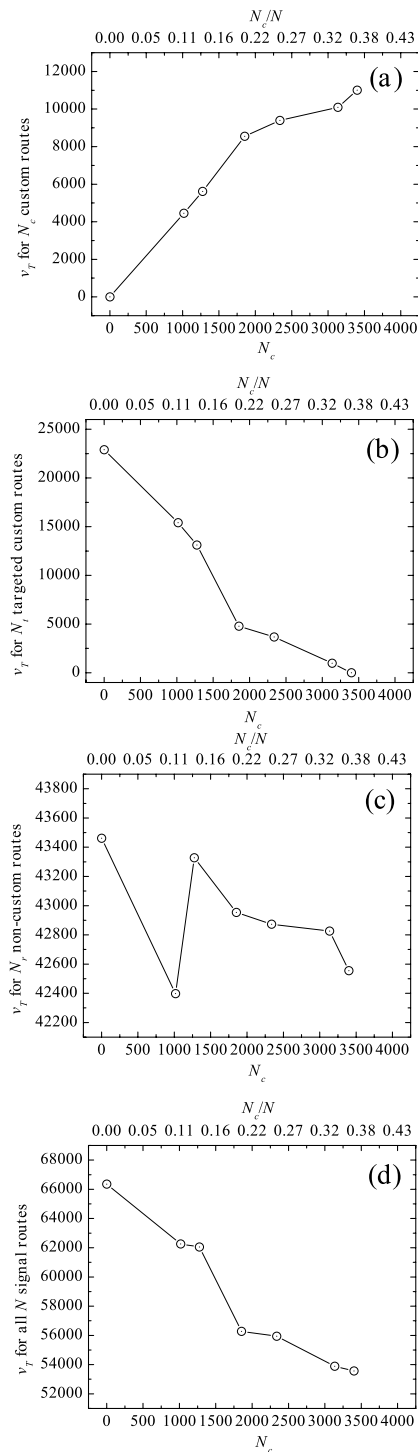 N_c/N
0.00 0.05 0.11 0.16 0.22 0.27 0.32 0.38 0.43
(a)
12000
10000
8000
6000
4000
2000
0
v_T for N_c custom routes
0 500 1000 1500 2000 2500 3000 3500 4000
N_c
N_c/N
0.00 0.05 0.11 0.16 0.22 0.27 0.32 0.38 0.43
(b)
25000
20000
15000
10000
5000
0
v_T for N_t targeted custom routes
0 500 1000 1500 2000 2500 3000 3500 4000
N_c
N_c/N
0.00 0.05 0.11 0.16 0.22 0.27 0.32 0.38 0.43
(c)
43800
43600
43400
43200
43000
42800
42600
42400
42200
v_T for N_r non-custom routes
0 500 1000 1500 2000 2500 3000 3500 4000
N_c
N_c/N
0.00 0.05 0.11 0.16 0.22 0.27 0.32 0.38 0.43
(d)
68000
66000
64000
62000
60000
58000
56000
54000
52000
v_T for all N signal routes
0 500 1000 1500 2000 2500 3000 3500 4000
N_c